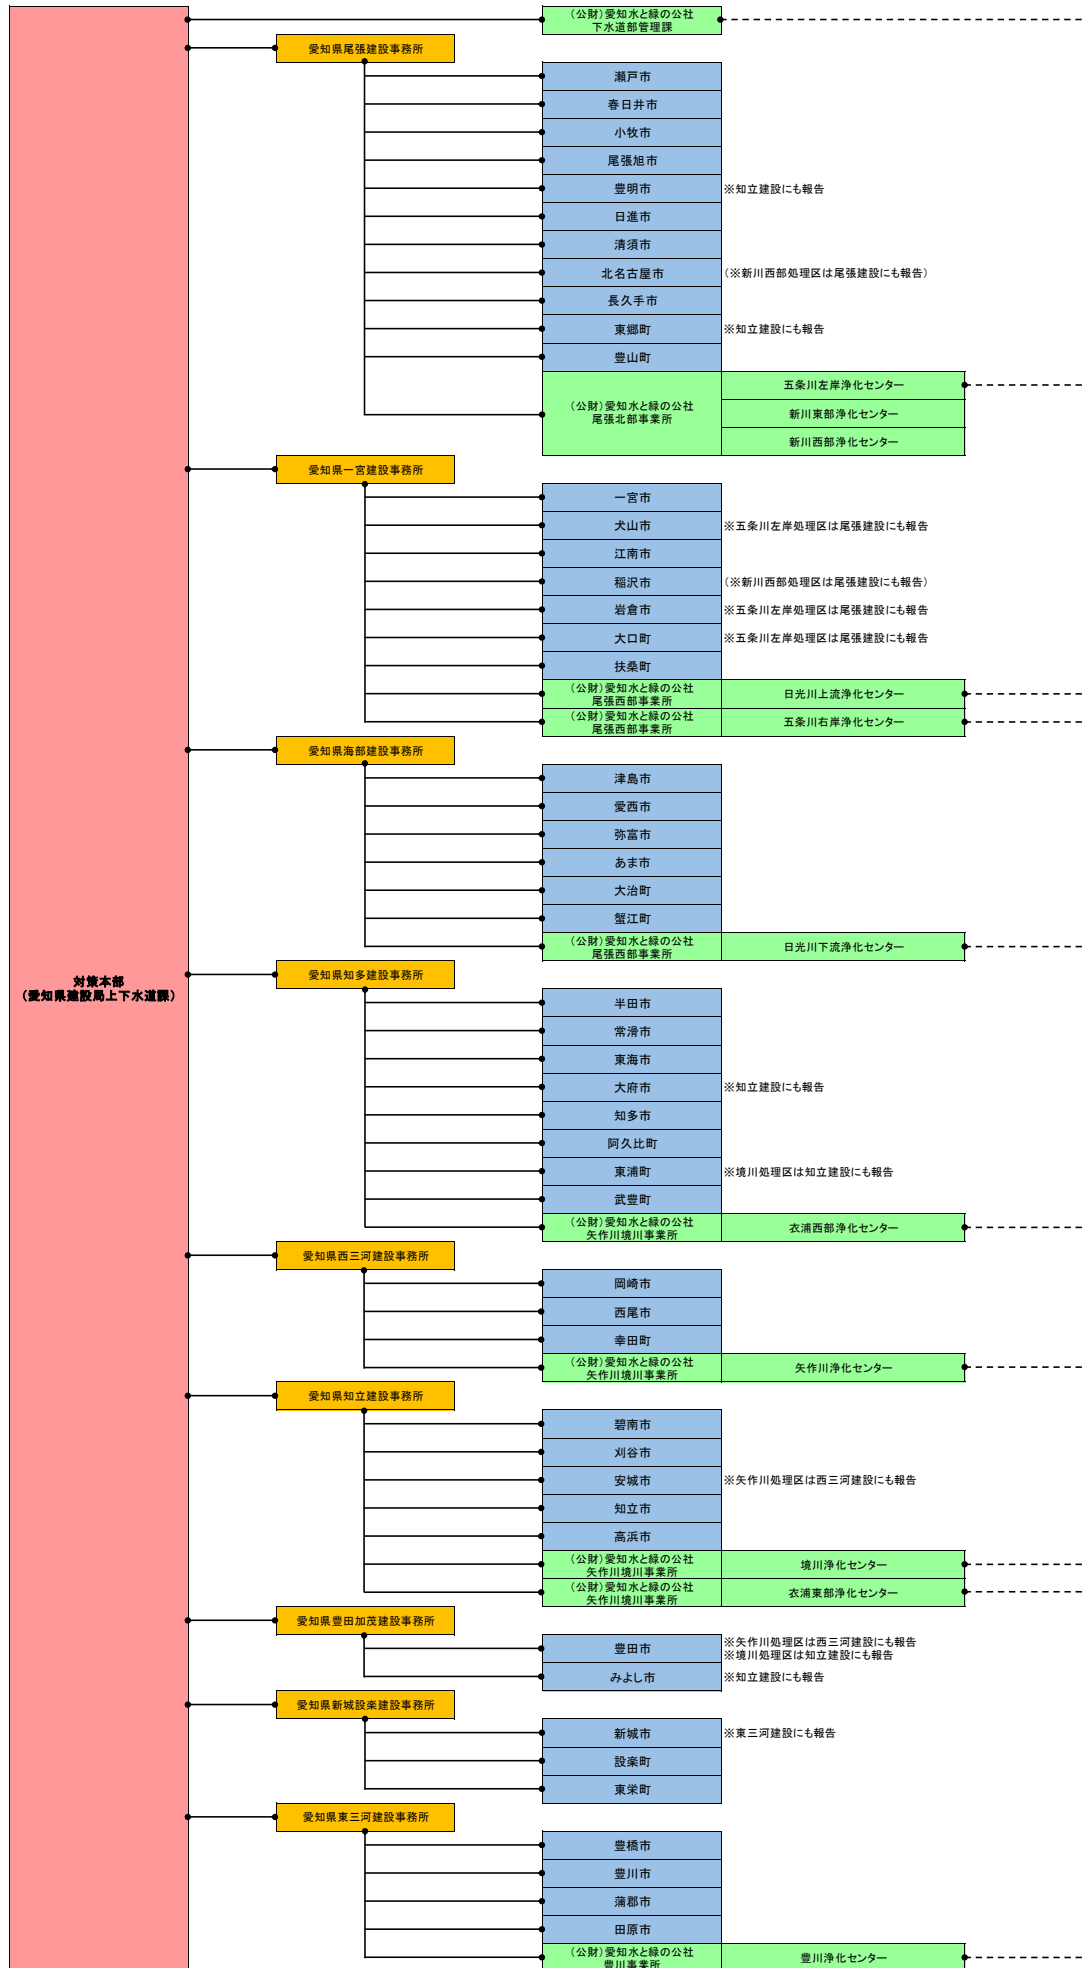 対策本部
（愛知県建設局上下水道課）
（公財）愛知水と緑の公社
下水道部管理課
愛知県尾張建設事務所
瀬戸市
春日井市
小牧市
尾張旭市
豊明市 ※知立建設にも報告
日進市
清須市
北名古屋市 （※新川西部処理区は尾張建設にも報告）
長久手市
東郷町 ※知立建設にも報告
豊山町
（公財）愛知水と緑の公社
尾張北部事業所
五条川左岸浄化センター
新川東部浄化センター
新川西部浄化センター
愛知県一宮建設事務所
一宮市
犬山市 ※五条川左岸処理区は尾張建設にも報告
江南市
稲沢市 （※新川西部処理区は尾張建設にも報告）
岩倉市 ※五条川左岸処理区は尾張建設にも報告
大口町 ※五条川左岸処理区は尾張建設にも報告
扶桑町
（公財）愛知水と緑の公社
尾張西部事業所
日光川上流浄化センター
（公財）愛知水と緑の公社
尾張西部事業所
五条川右岸浄化センター
愛知県海部建設事務所
津島市
愛西市
弥富市
あま市
大治町
蟹江町
（公財）愛知水と緑の公社
尾張西部事業所
日光川下流浄化センター
愛知県知多建設事務所
半田市
常滑市
東海市
大府市 ※知立建設にも報告
知多市
阿久比町
東浦町 ※境川処理区は知立建設にも報告
武豊町
（公財）愛知水と緑の公社
矢作川境川事業所
衣浦西部浄化センター
愛知県西三河建設事務所
岡崎市
西尾市
幸田町
（公財）愛知水と緑の公社
矢作川境川事業所
矢作川浄化センター
愛知県知立建設事務所
碧南市
刈谷市
安城市 ※矢作川処理区は西三河建設にも報告
知立市
高浜市
（公財）愛知水と緑の公社
矢作川境川事業所
境川浄化センター
（公財）愛知水と緑の公社
矢作川境川事業所
衣浦東部浄化センター
愛知県豊田加茂建設事務所
豊田市
※矢作川処理区は西三河建設にも報告
※境川処理区は知立建設にも報告
みよし市 ※知立建設にも報告
愛知県新城設楽建設事務所
新城市 ※東三河建設にも報告
設楽町
東栄町
愛知県東三河建設事務所
豊橋市
豊川市
蒲郡市
田原市
（公財）愛知水と緑の公社
豊川事業所
豊川浄化センター